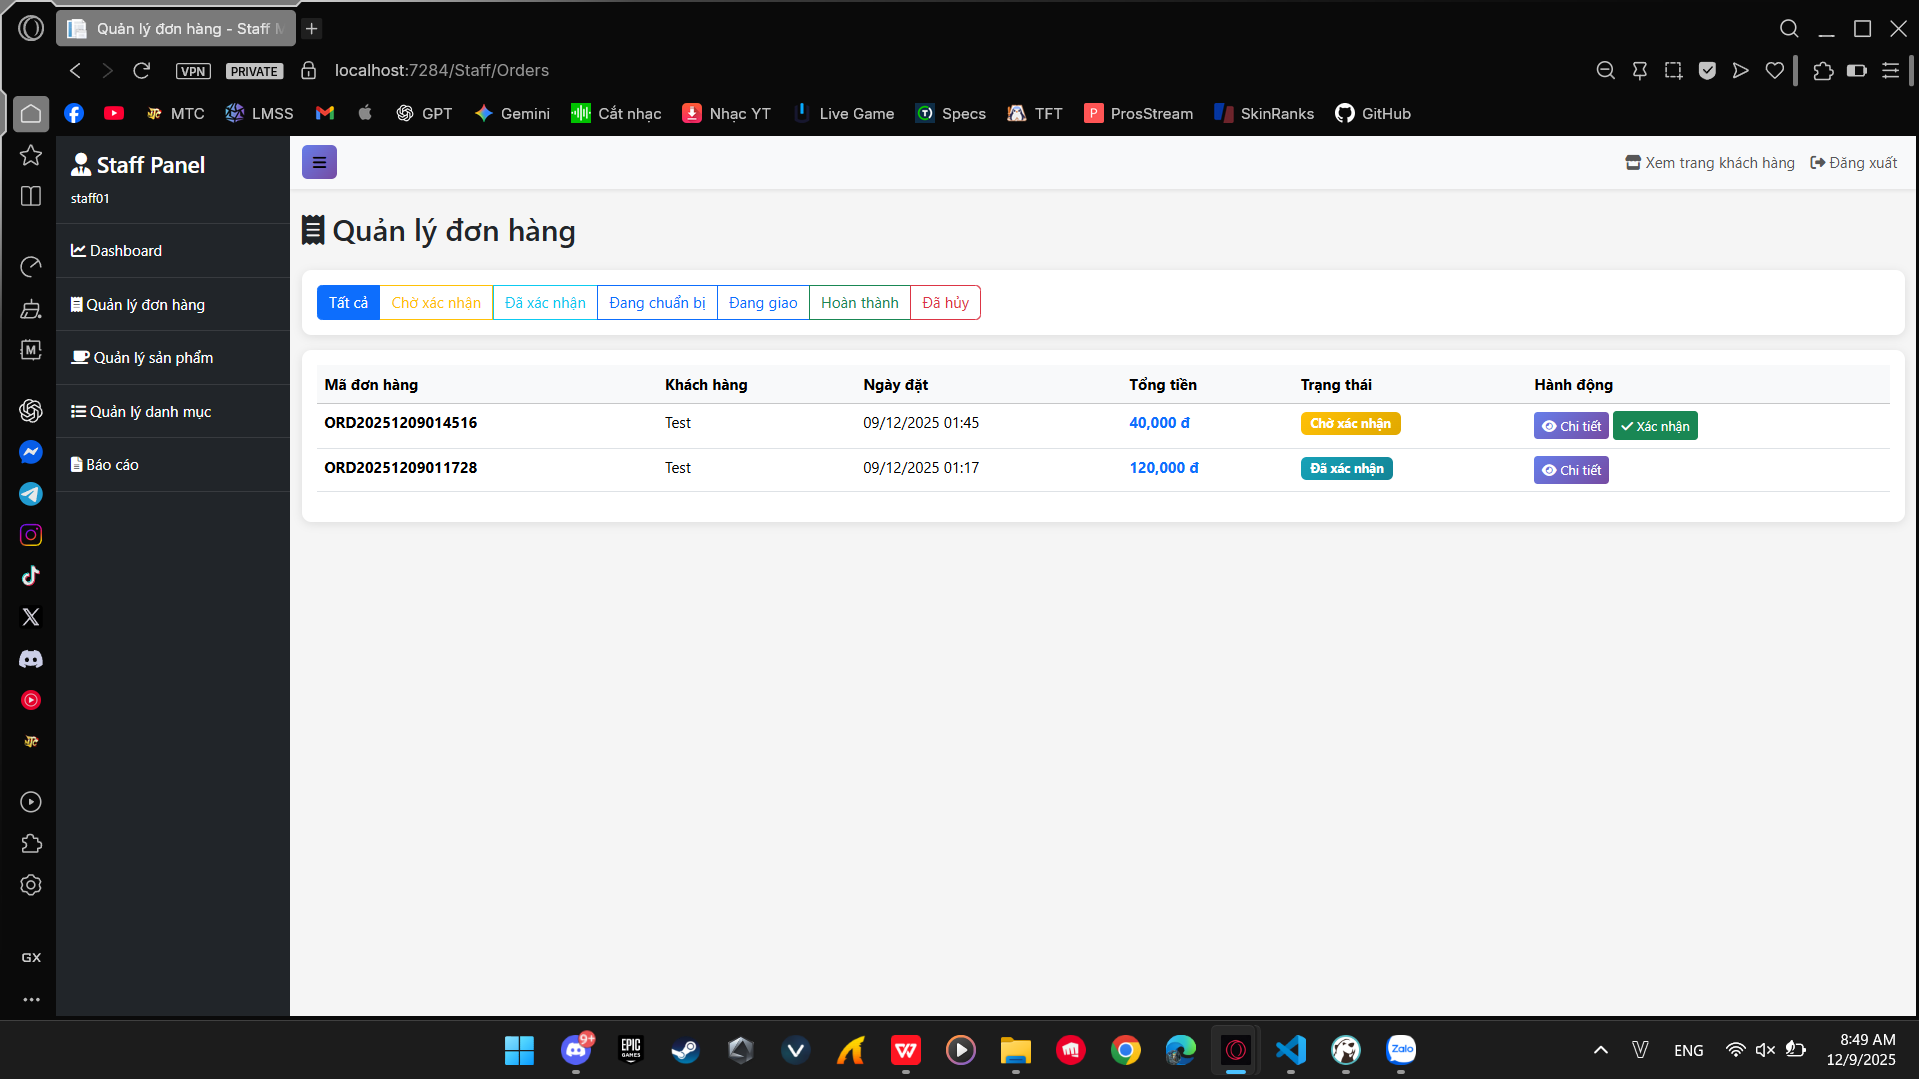 Quản lý đơn hàng - Staff M
VPN
PRIVATE
localhost:7284/Staff/Orders
MTC
LMSS
GPT
Gemini
Cắt nhạc
Nhạc YT
Live Game
Specs
TFT
ProsStream
SkinRanks
GitHub
Staff Panel
staff01
Dashboard
Quản lý đơn hàng
Quản lý sản phẩm
Quản lý danh mục
Báo cáo
Xem trang khách hàng
Đăng xuất
Quản lý đơn hàng
Tất cả
Chờ xác nhận
Đã xác nhận
Đang chuẩn bị
Đang giao
Hoàn thành
Đã hủy
Mã đơn hàng Khách hàng Ngày đặt Tổng tiền Trạng thái Hành động
ORD20251209014516 Test 09/12/2025 01:45 40,000 đ Chờ xác nhận Chi tiết Xác nhận
ORD20251209011728 Test 09/12/2025 01:17 120,000 đ Đã xác nhận Chi tiết
GX
9+
EPIC GAMES
Zalo
ENG
8:49 AM
12/9/2025